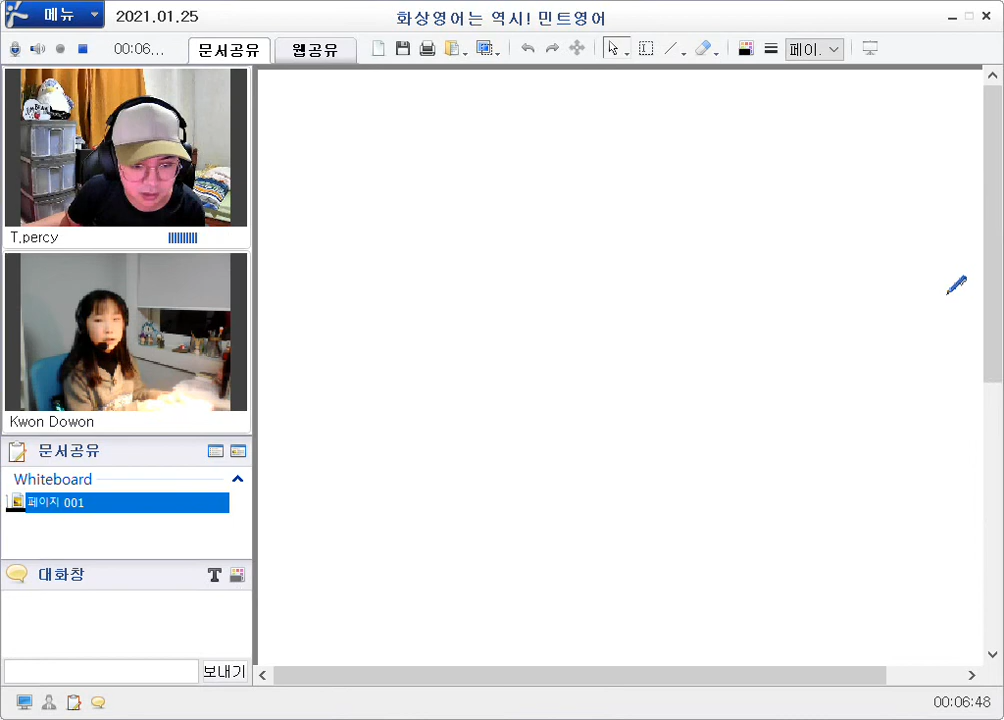 메뉴 2021.01.25 화상영어는 역시! 민트영어
00:06... 문서공유 웹공유 페이.
T.percy
Kwon Dowon
문서공유
Whiteboard
페이지 001
대화창 T
보내기
00:06:48